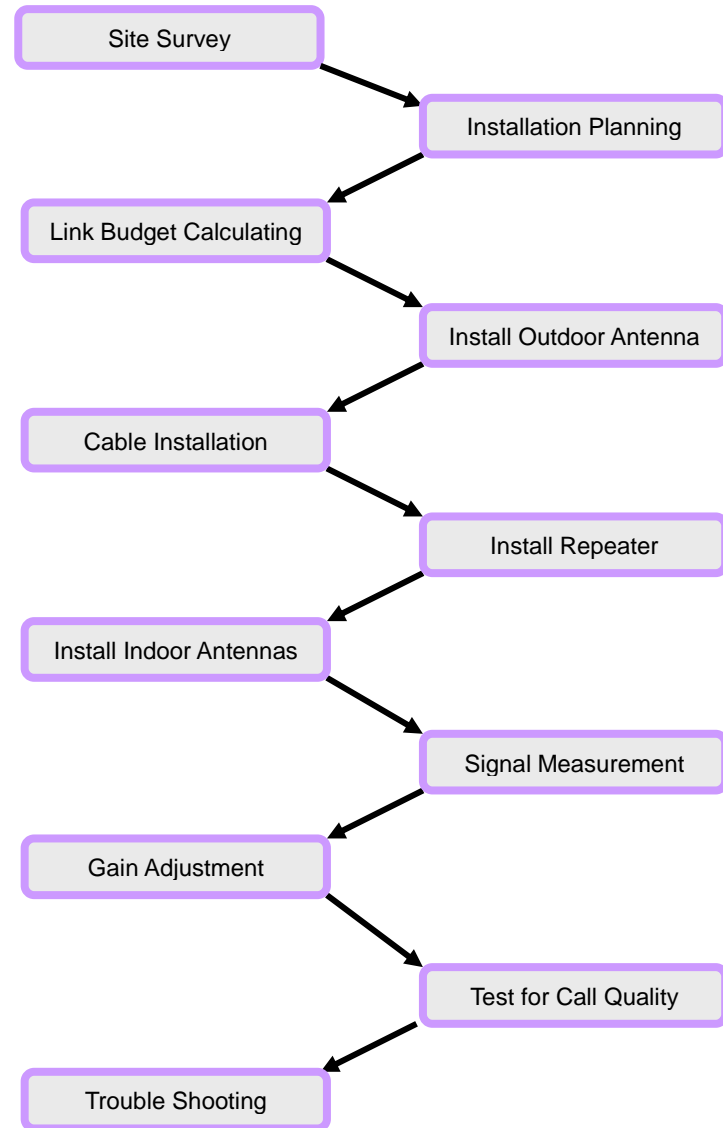 Site Survey
Installation Planning
Link Budget Calculating
Install Outdoor Antenna
Cable Installation
Install Repeater
Install Indoor Antennas
Signal Measurement
Gain Adjustment
Test for Call Quality
Trouble Shooting